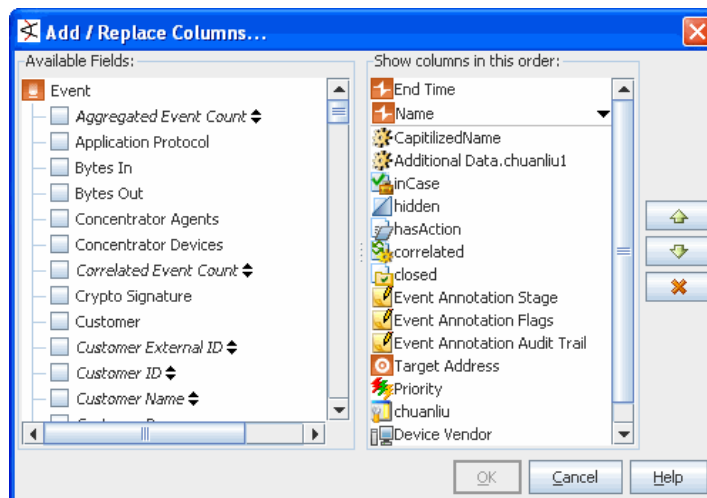 Add / Replace Columns...
Available Fields:
Event
Aggregated Event Count
Application Protocol
Bytes In
Bytes Out
Concentrator Agents
Concentrator Devices
Correlated Event Count
Crypto Signature
Customer
Customer External ID
Customer ID
Customer Name
Show columns in this order:
End Time
Name
CapitilizedName
Additional Data.chuanliu1
inCase
hidden
hasAction
correlated
closed
Event Annotation Stage
Event Annotation Flags
Event Annotation Audit Trail
Target Address
Priority
chuanliu
Device Vendor
OK
Cancel
Help